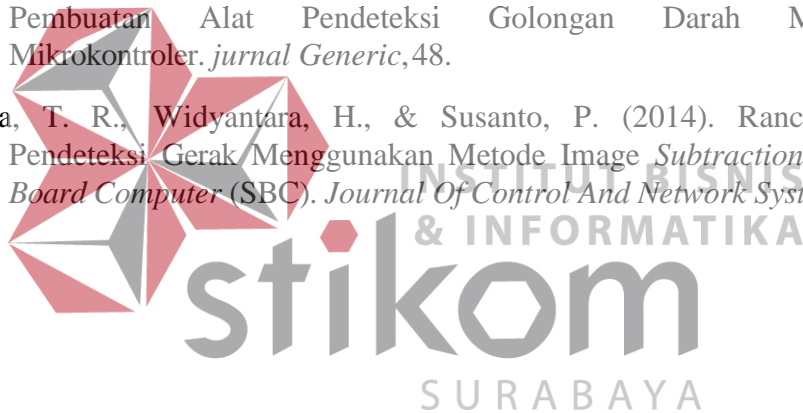 Pembuatan Alat Pendeteksi Golongan Darah M
Mikrokontroler. jurnal Generic, 48.
a, T. R., Widyantara, H., & Susanto, P. (2014). Ranc
Pendeteksi Gerak Menggunakan Metode Image Subtraction
Board Computer (SBC). Journal Of Control And Network Sys
INSTITUT BISNIS
& INFORMATIKA
stikom
SURABAYA